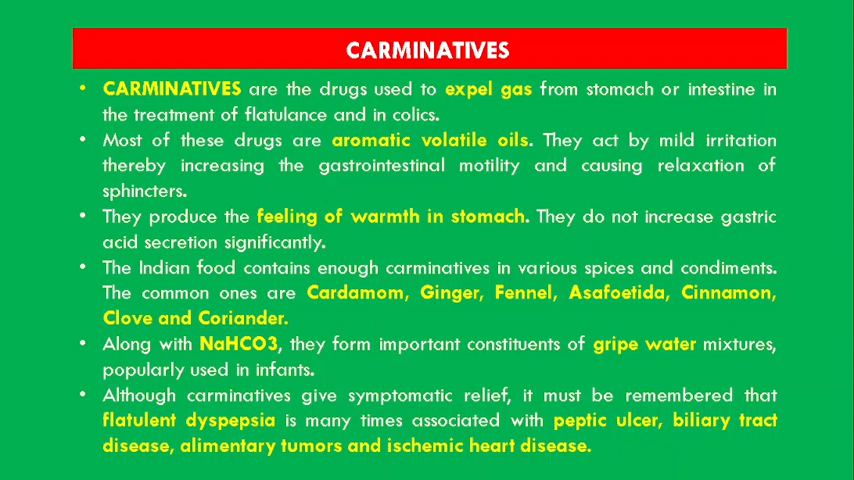 CARMINATIVES
• CARMINATIVES are the drugs used to expel gas from stomach or intestine in
the treatment of flatulance and in colics.
• Most of these drugs are aromatic volatile oils. They act by mild irritation
thereby increasing the gastrointestinal motility and causing relaxation of
sphincters.
• They produce the feeling of warmth in stomach. They do not increase gastric
acid secretion significantly.
• The Indian food contains enough carminatives in various spices and condiments.
The common ones are Cardamom, Ginger, Fennel, Asafoetida, Cinnamon,
Clove and Coriander.
• Along with NaHCO3, they form important constituents of gripe water mixtures,
popularly used in infants.
• Although carminatives give symptomatic relief, it must be remembered that
flatulent dyspepsia is many times associated with peptic ulcer, biliary tract
disease, alimentary tumors and ischemic heart disease.